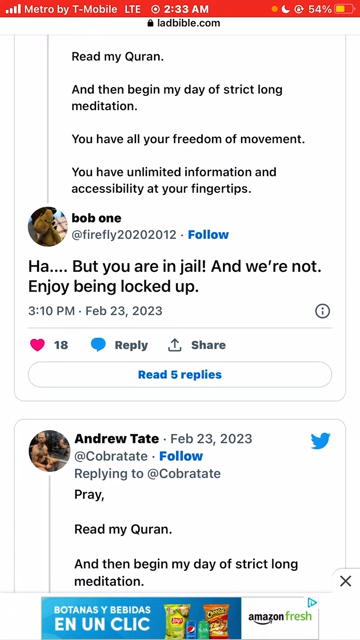 Metro by T-Mobile LTE 2:33 AM 54%
ladbible.com
Read my Quran.
And then begin my day of strict long
meditation.
You have all your freedom of movement.
You have unlimited information and
accessibility at your fingertips.
bob one
@firefly20202012 · Follow
Ha.... But you are in jail! And we’re not.
Enjoy being locked up.
3:10 PM · Feb 23, 2023
18 Reply Share
Read 5 replies
Andrew Tate · Feb 23, 2023
@Cobratate · Follow
Replying to @Cobratate
Pray,
Read my Quran.
And then begin my day of strict long
meditation.
BOTANAS Y BEBIDAS
EN UN CLIC
amazon fresh